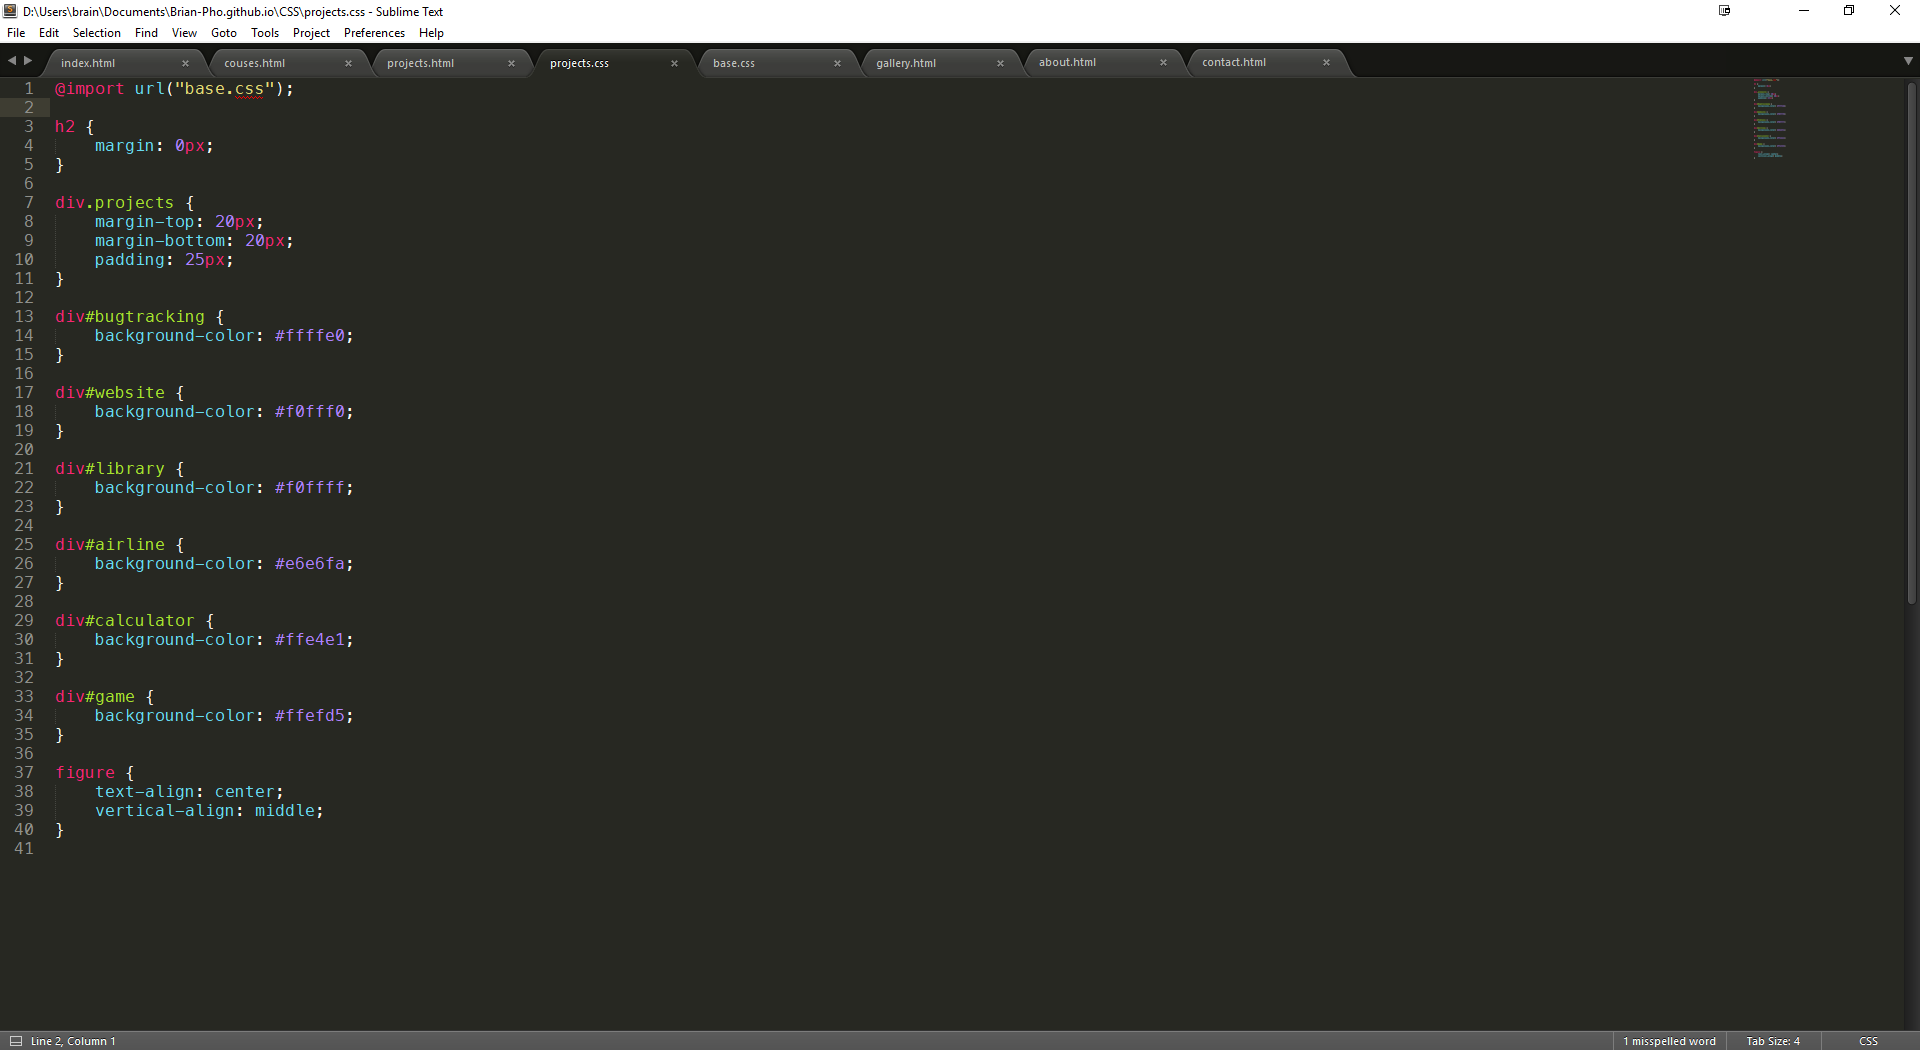 D:\Users\brain\Documents\Brian-Pho.github.io\CSS\projects.css - Sublime Text
File Edit Selection Find View Goto Tools Project Preferences Help
index.html couses.html projects.html projects.css base.css gallery.html about.html contact.html
1 @import url("base.css");
2
3 h2 {
4     margin: 0px;
5 }
6
7 div.projects {
8     margin-top: 20px;
9     margin-bottom: 20px;
10     padding: 25px;
11 }
12
13 div#bugtracking {
14     background-color: #ffffe0;
15 }
16
17 div#website {
18     background-color: #f0fff0;
19 }
20
21 div#library {
22     background-color: #f0ffff;
23 }
24
25 div#airline {
26     background-color: #e6e6fa;
27 }
28
29 div#calculator {
30     background-color: #ffe4e1;
31 }
32
33 div#game {
34     background-color: #ffefd5;
35 }
36
37 figure {
38     text-align: center;
39     vertical-align: middle;
40 }
41
Line 2, Column 1 1 misspelled word Tab Size: 4 CSS